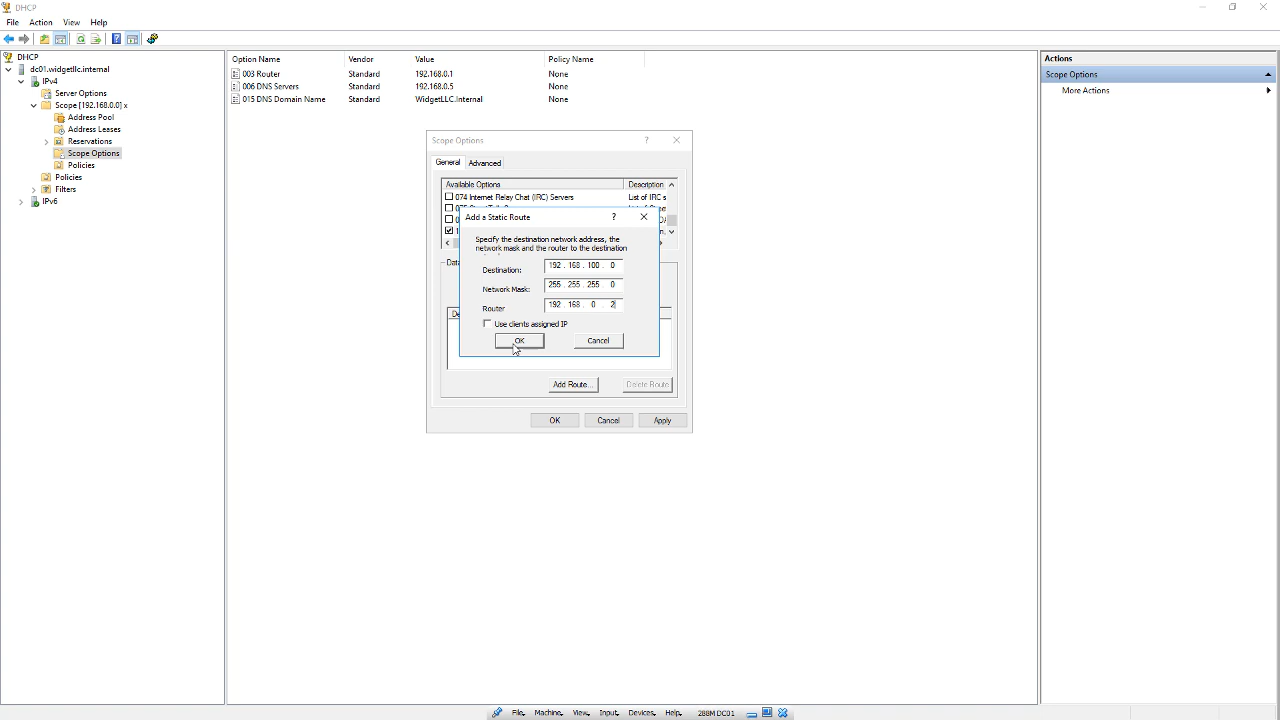 DHCP
File Action View Help
DHCP
dc01.widgetllc.internal
IPv4
Server Options
Scope [192.168.0.0] x
Address Pool
Address Leases
Reservations
Scope Options
Policies
Policies
Filters
IPv6
Option Name Vendor Value Policy Name
003 Router Standard 192.168.0.1 None
006 DNS Servers Standard 192.168.0.5 None
015 DNS Domain Name Standard WidgetLLC.Internal None
Actions
Scope Options
More Actions
Scope Options ? ×
General Advanced
Available Options Description
074 Internet Relay Chat (IRC) Servers List of IRC s
Add a Static Route ? ×
Specify the destination network address, the
network mask and the router to the destination
Destination: 192 . 168 . 100 . 0
Network Mask: 255 . 255 . 255 . 0
Router 192 . 168 . 0 . 2
Use clients assigned IP
OK Cancel
Add Route... Delete Route
OK Cancel Apply
File Machine View Input Devices Help 288M DC01